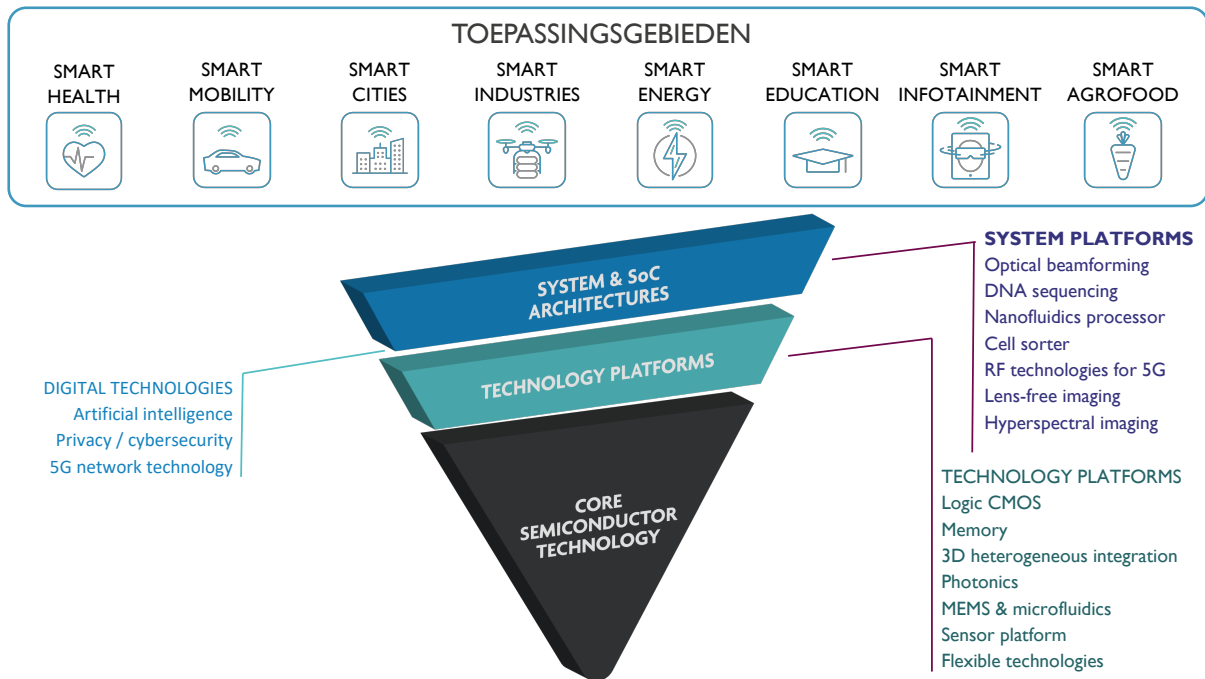 TOEPASSINGSGEBIEDEN
SMART
HEALTH
SMART
MOBILITY
SMART
CITIES
SMART
INDUSTRIES
SMART
ENERGY
SMART
EDUCATION
SMART
INFOTAINMENT
SMART
AGROFOOD
SYSTEM & SoC
ARCHITECTURES
TECHNOLOGY PLATFORMS
CORE
SEMICONDUCTOR
TECHNOLOGY
DIGITAL TECHNOLOGIES
Artificial intelligence
Privacy / cybersecurity
5G network technology
SYSTEM PLATFORMS
Optical beamforming
DNA sequencing
Nanofluidics processor
Cell sorter
RF technologies for 5G
Lens-free imaging
Hyperspectral imaging
TECHNOLOGY PLATFORMS
Logic CMOS
Memory
3D heterogeneous integration
Photonics
MEMS & microfluidics
Sensor platform
Flexible technologies